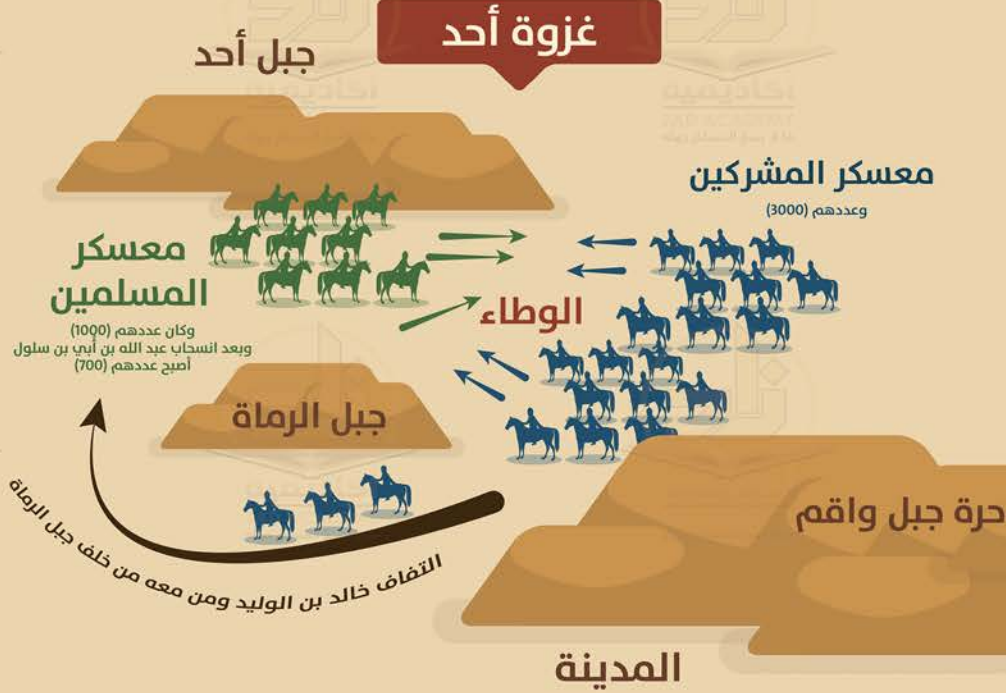 غزوة أحد
جبل أحد
معسكر المشركين
وعددهم (3000)
معسكر
المسلمين
وكان عددهم (1000)
وبعد انسحاب عبد الله بن أبي بن سلول
أصبح عددهم (700)
الوطاء
جبل الرماة
حرة جبل واقم
التفاف خالد بن الوليد ومن معه من خلف جبل الرماة
المدينة